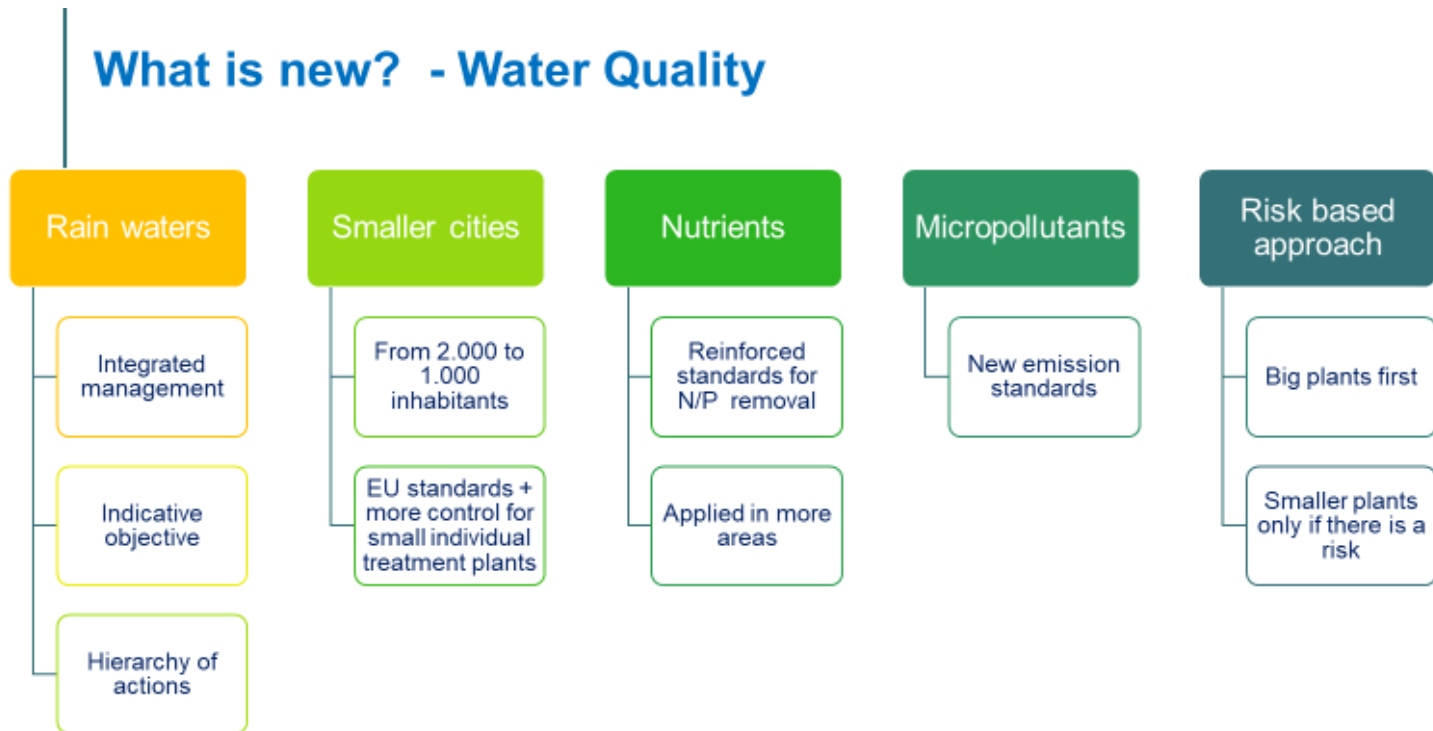 What is new?  - Water Quality
Rain waters
Integrated
management
Indicative
objective
Hierarchy of
actions
Smaller cities
From 2.000 to
1.000
inhabitants
EU standards +
more control for
small individual
treatment plants
Nutrients
Reinforced
standards for
N/P removal
Applied in more
areas
Micropollutants
New emission
standards
Risk based
approach
Big plants first
Smaller plants
only if there is a
risk